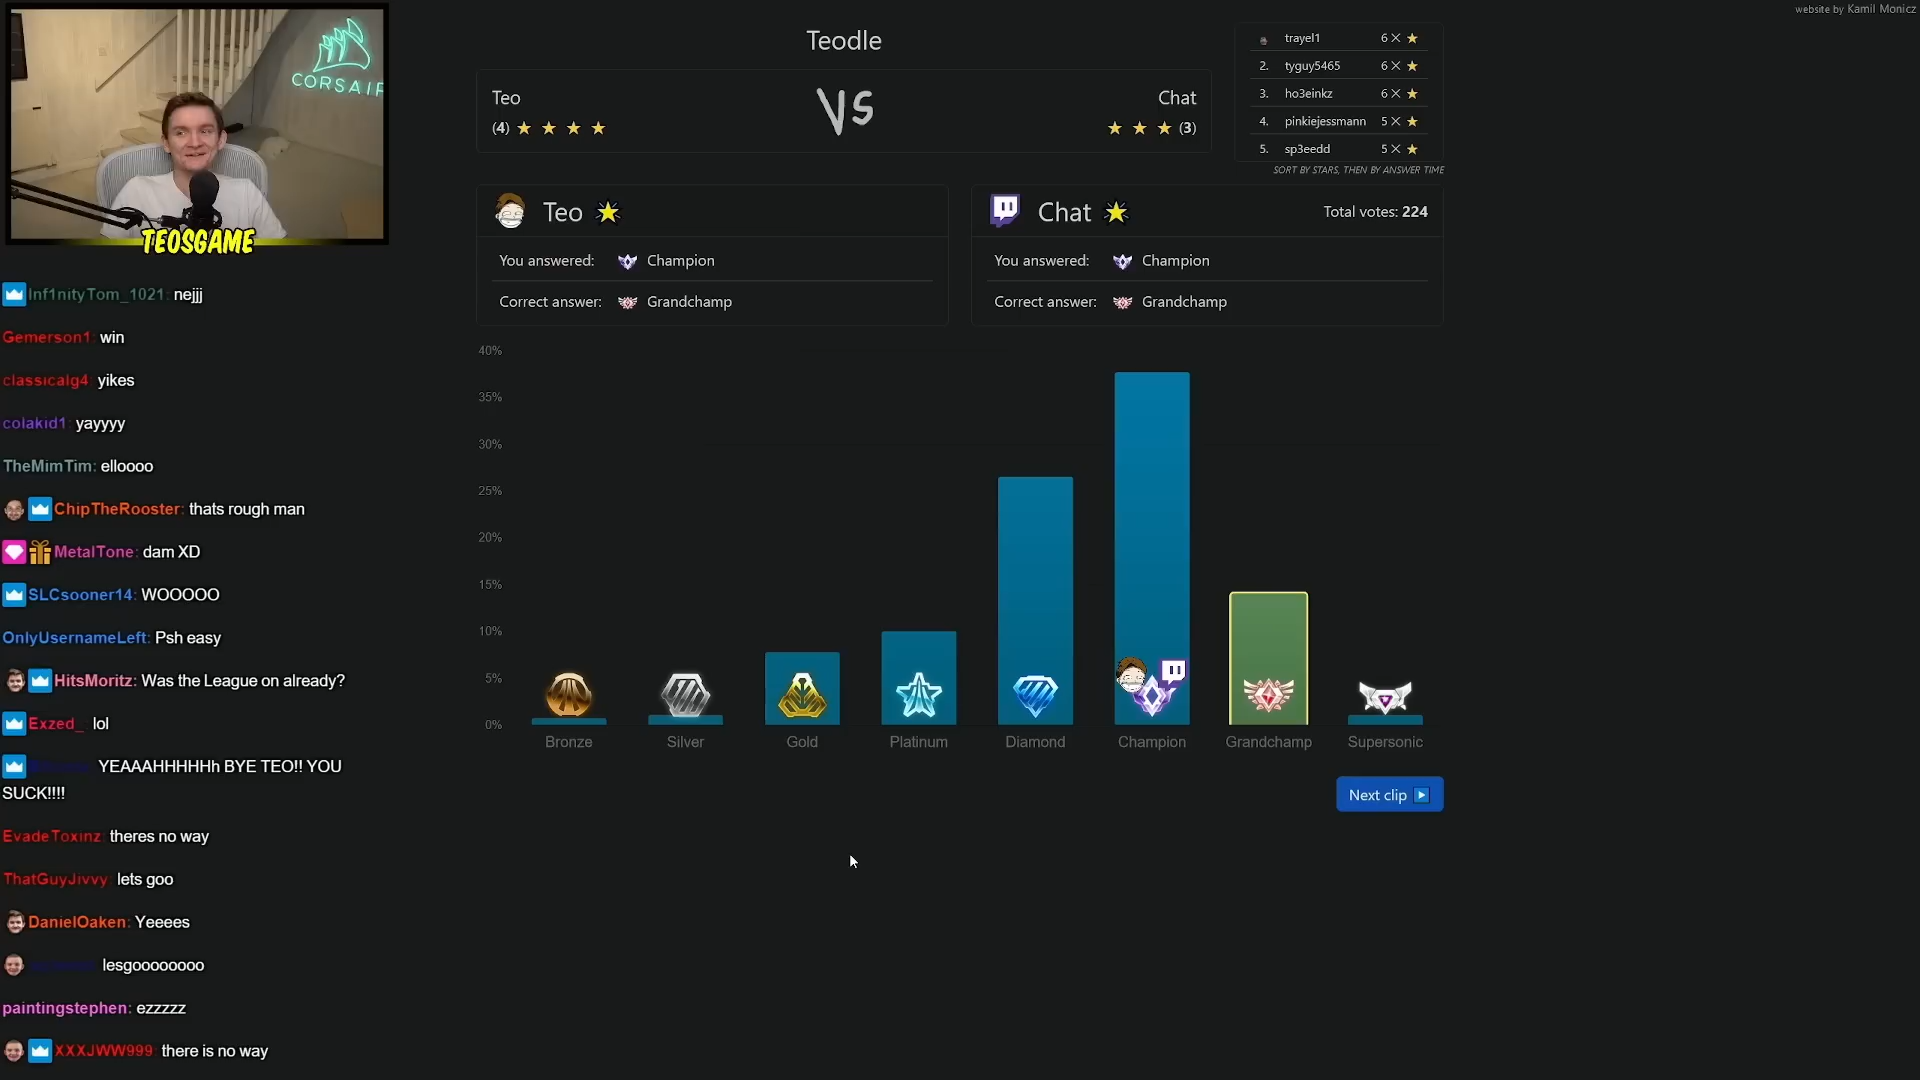 website by Kamil Monicz
CORSAIR
TEOSGAME
Teodle
Teo
(4)
VS
Chat
(3)
trayel1 6 ×
2. tyguy5465 6 ×
3. ho3einkz 6 ×
4. pinkiejessmann 5 ×
5. sp3eedd 5 ×
SORT BY STARS, THEN BY ANSWER TIME
Teo
You answered: Champion
Correct answer: Grandchamp
Chat
Total votes: 224
You answered: Champion
Correct answer: Grandchamp
40%
35%
30%
25%
20%
15%
10%
5%
0%
Bronze Silver Gold Platinum Diamond Champion Grandchamp Supersonic
Next clip
Inf1nityTom_1021: nejjj
Gemerson1: win
classicalg4: yikes
colakid1: yayyyy
TheMimTim: elloooo
ChipTheRooster: thats rough man
MetalTone: dam XD
SLCsooner14: WOOOOO
OnlyUsernameLeft: Psh easy
HitsMoritz: Was the League on already?
Exzed_: lol
YEAAAHHHHHh BYE TEO!! YOU
SUCK!!!!
EvadeToxinz: theres no way
ThatGuyJivvy: lets goo
DanielOaken: Yeeees
lesgoooooooo
paintingstephen: ezzzzz
XXXJWW999: there is no way